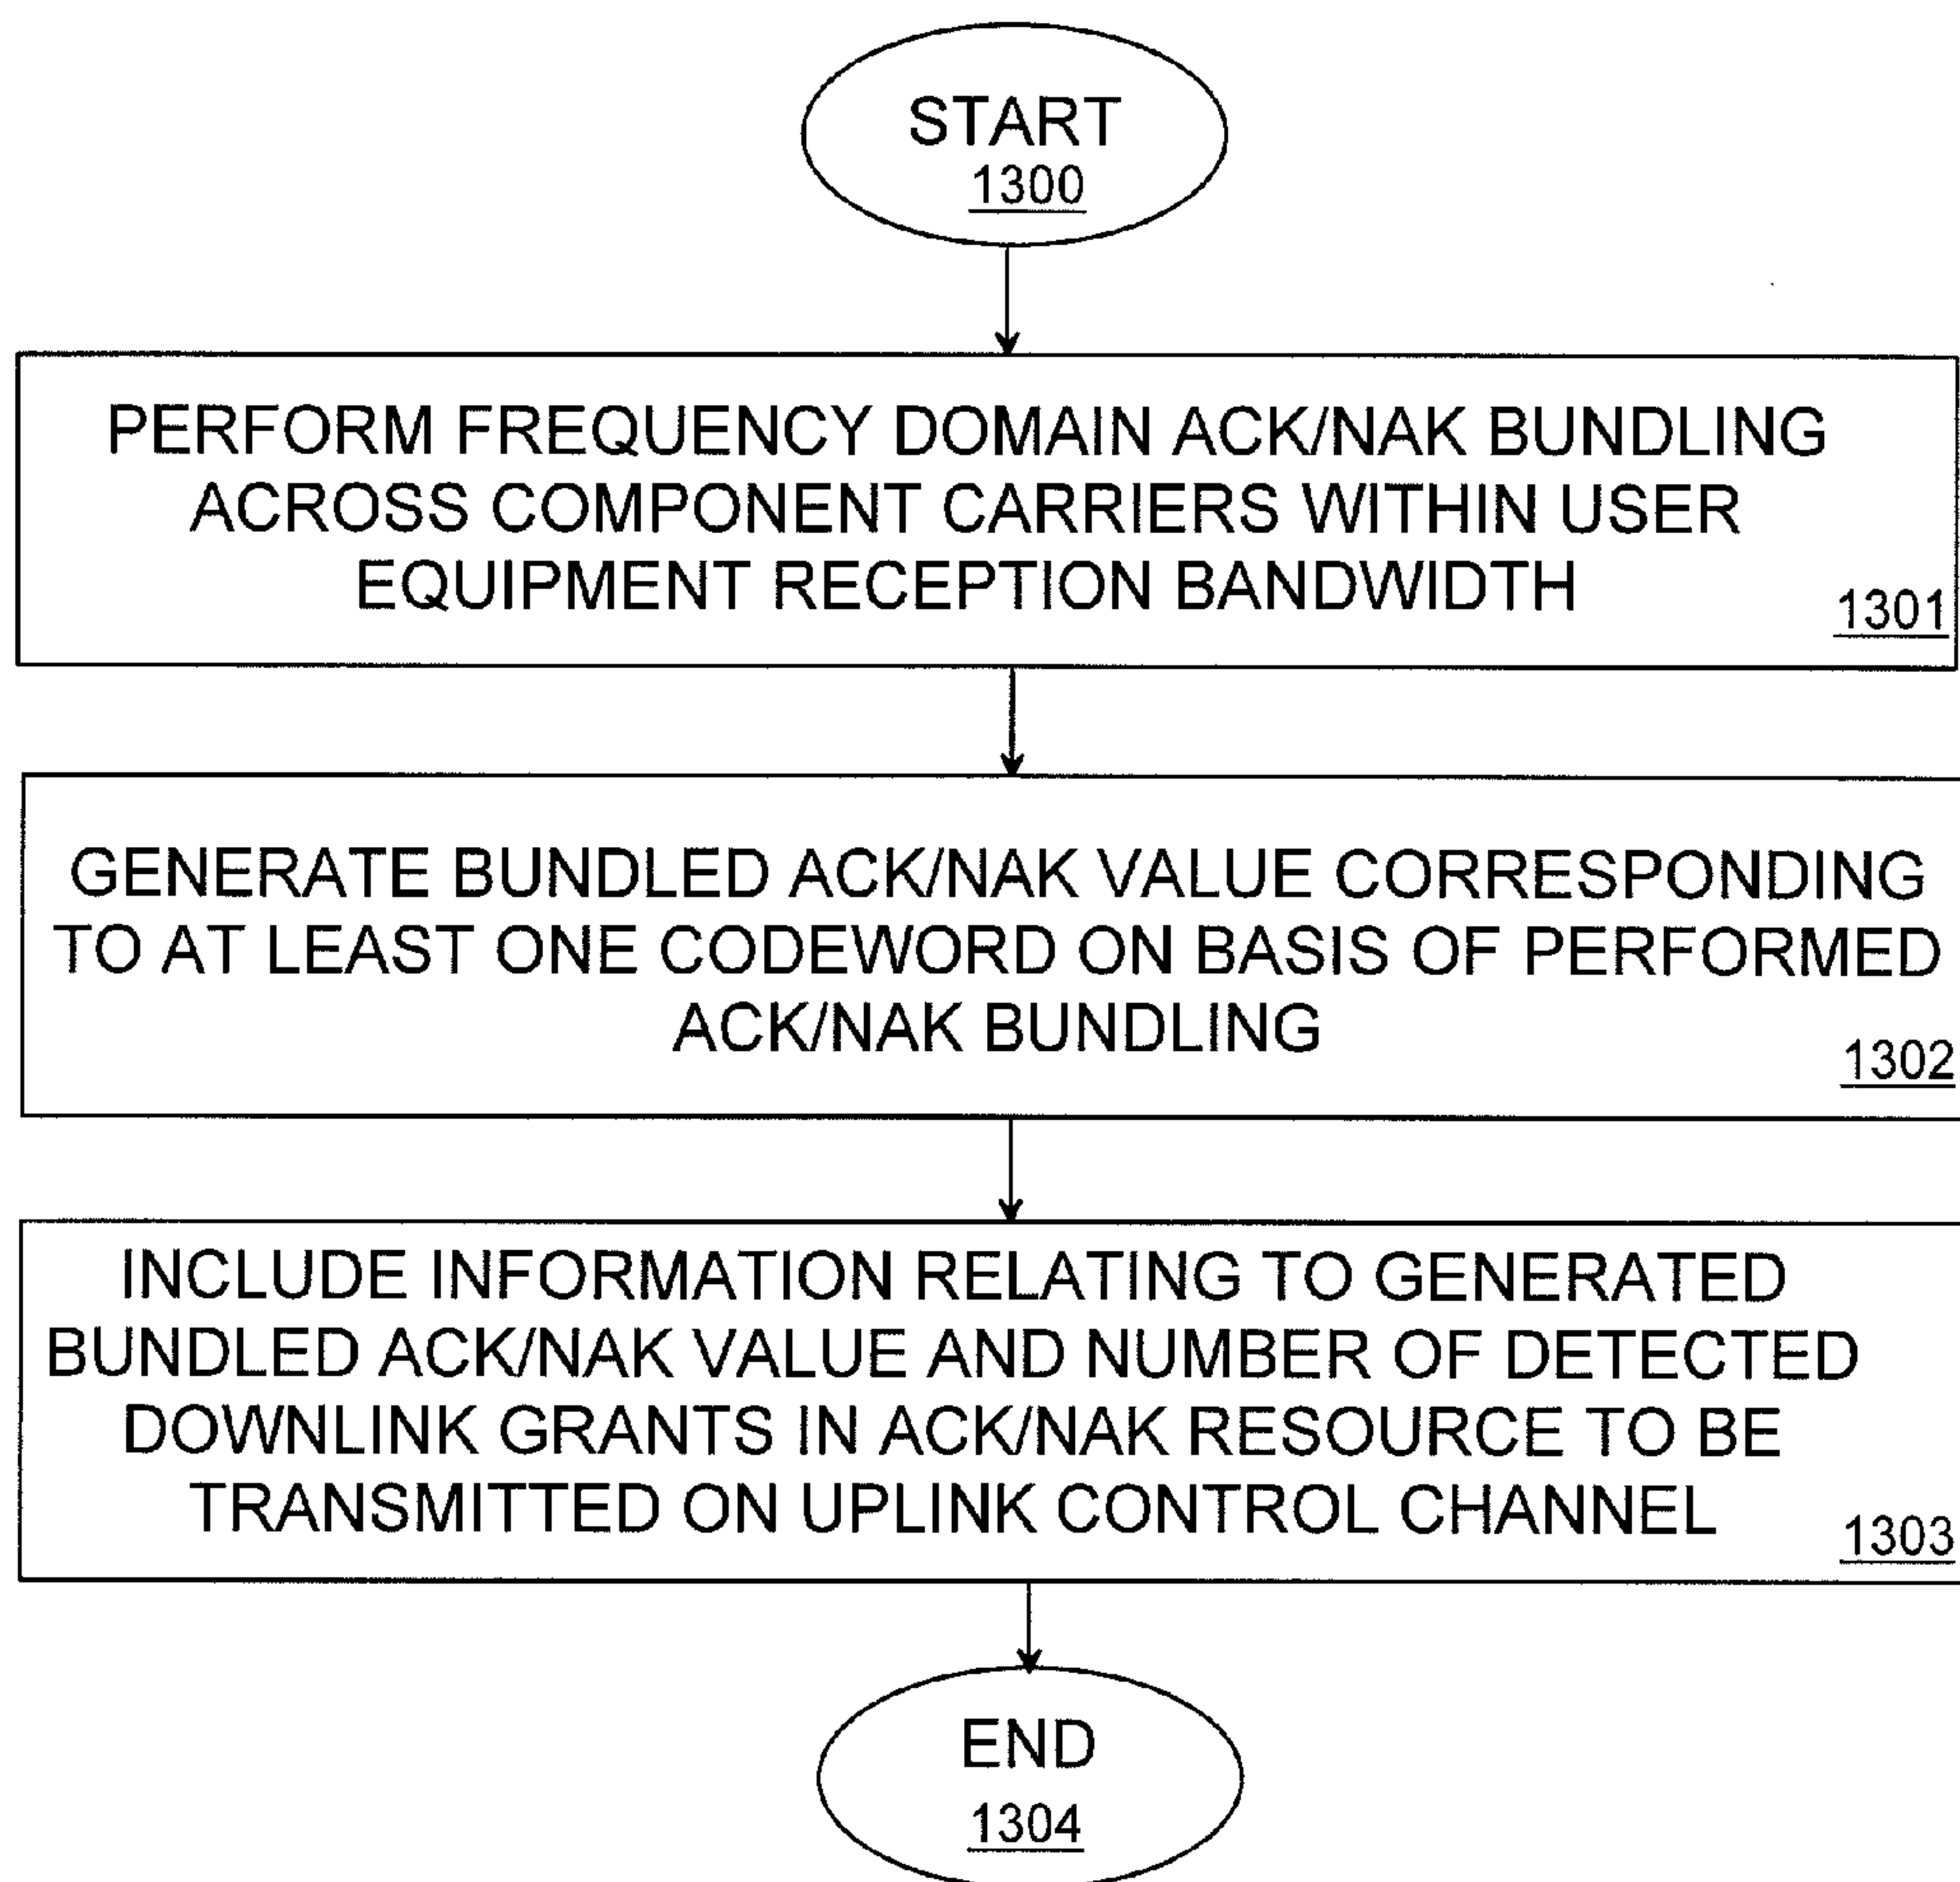 START
1300
PERFORM FREQUENCY DOMAIN ACK/NAK BUNDLING
ACROSS COMPONENT CARRIERS WITHIN USER
EQUIPMENT RECEPTION BANDWIDTH
1301
GENERATE BUNDLED ACK/NAK VALUE CORRESPONDING
TO AT LEAST ONE CODEWORD ON BASIS OF PERFORMED
ACK/NAK BUNDLING
1302
INCLUDE INFORMATION RELATING TO GENERATED
BUNDLED ACK/NAK VALUE AND NUMBER OF DETECTED
DOWNLINK GRANTS IN ACK/NAK RESOURCE TO BE
TRANSMITTED ON UPLINK CONTROL CHANNEL
1303
END
1304